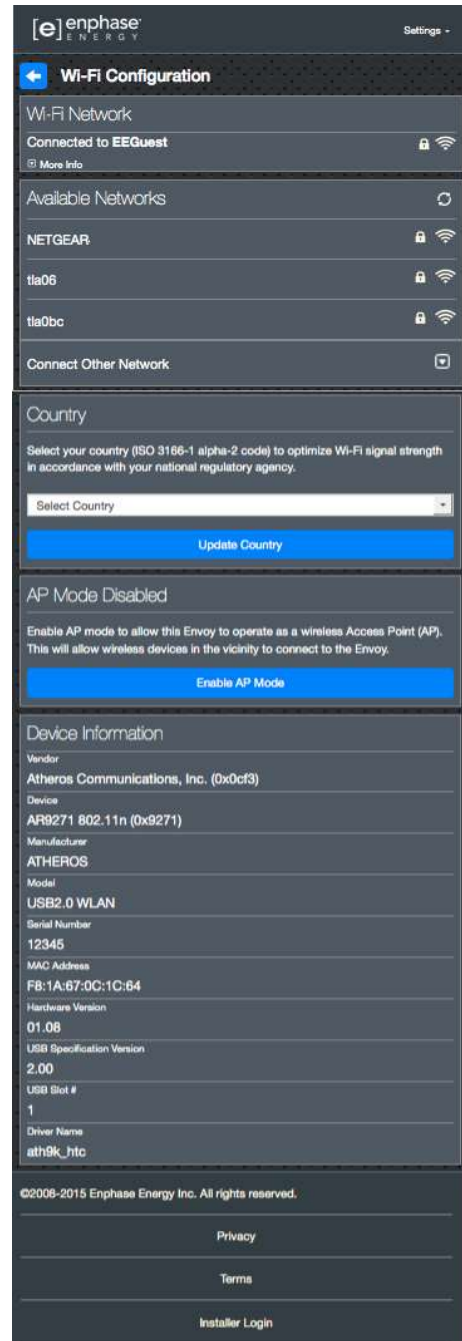 [e] enphase
ENERGY
Settings
Wi-Fi Configuration
Wi-Fi Network
Connected to EEGuest
More Info
Available Networks
NETGEAR
tla06
tla0bc
Connect Other Network
Country
Select your country (ISO 3166-1 alpha-2 code) to optimize Wi-Fi signal strength
in accordance with your national regulatory agency.
Select Country
Update Country
AP Mode Disabled
Enable AP mode to allow this Envoy to operate as a wireless Access Point (AP).
This will allow wireless devices in the vicinity to connect to the Envoy.
Enable AP Mode
Device Information
Vendor
Atheros Communications, Inc. (0x0cf3)
Device
AR9271 802.11n (0x9271)
Manufacturer
ATHEROS
Model
USB2.0 WLAN
Serial Number
12345
MAC Address
F8:1A:67:0C:1C:64
Hardware Version
01.08
USB Specification Version
2.00
USB Slot #
1
Driver Name
ath9k_htc
©2008-2015 Enphase Energy Inc. All rights reserved.
Privacy
Terms
Installer Login